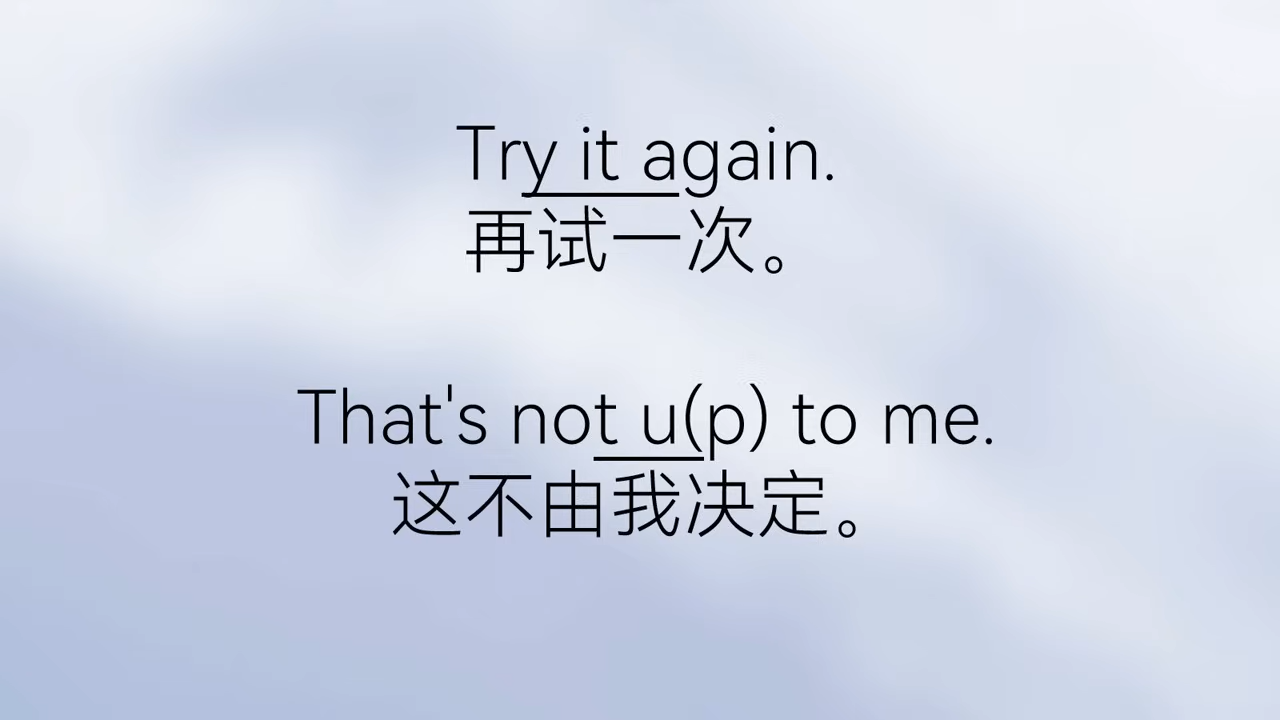 Try it again.
再试一次。
That's not u(p) to me.
这不由我决定。